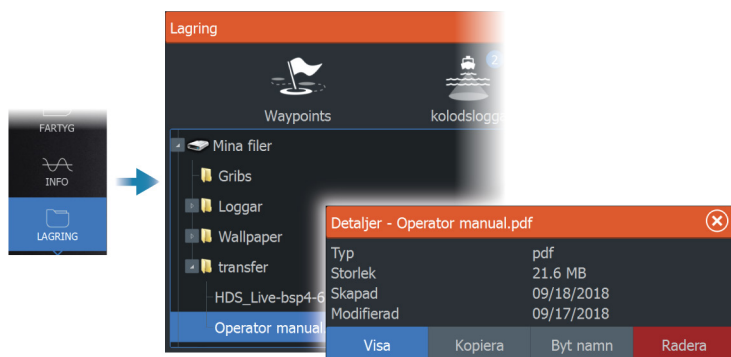 FARTYG
INFO
LAGRING
Lagring
2
Waypoints
Mina filer
Gribs
Loggar
Wallpaper
transfer
HDS_Live-bsp4-6
Operator manual.
Detaljer - Operator manual.pdf
Typ pdf
Storlek 21.6 MB
Skapad 09/18/2018
Modifierad 09/17/2018
Visa Kopiera Byt namn Radera